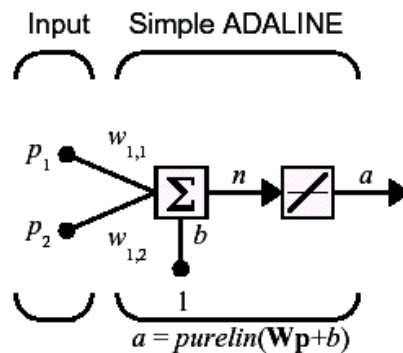 Input Simple ADALINE
p1 w1,1
Σ n a
p2 w1,2 b
1
a = purelin(Wp+b)